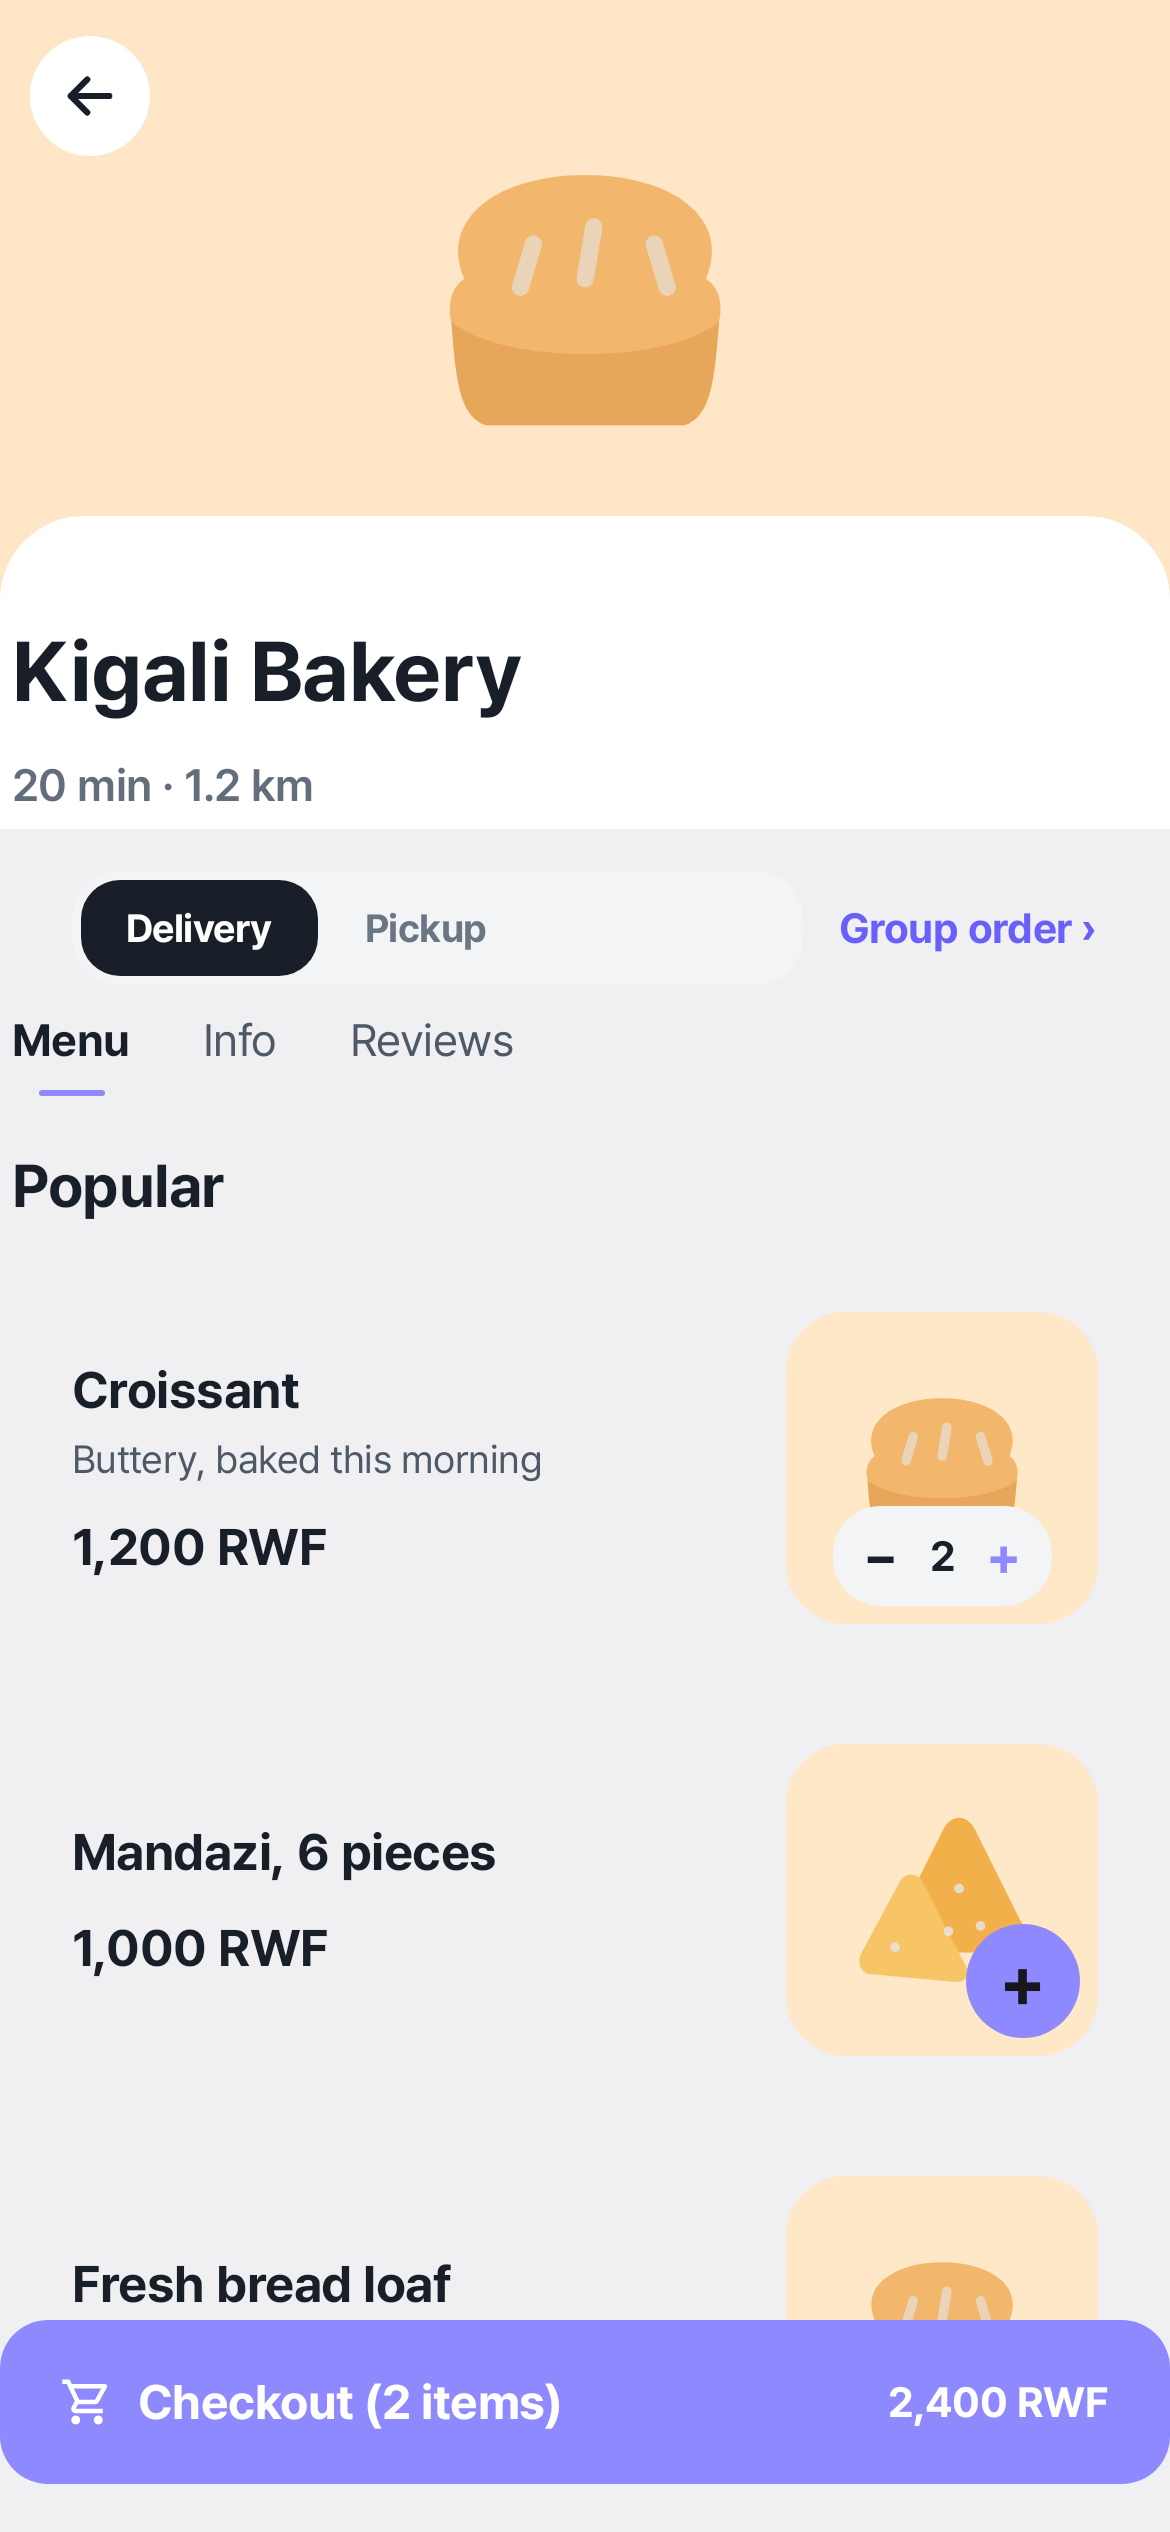 Kigali Bakery
20 min · 1.2 km
Delivery Pickup Group order ›
Menu Info Reviews
Popular
Croissant
Buttery, baked this morning
1,200 RWF
− 2 +
Mandazi, 6 pieces
1,000 RWF
+
Fresh bread loaf
Checkout (2 items) 2,400 RWF